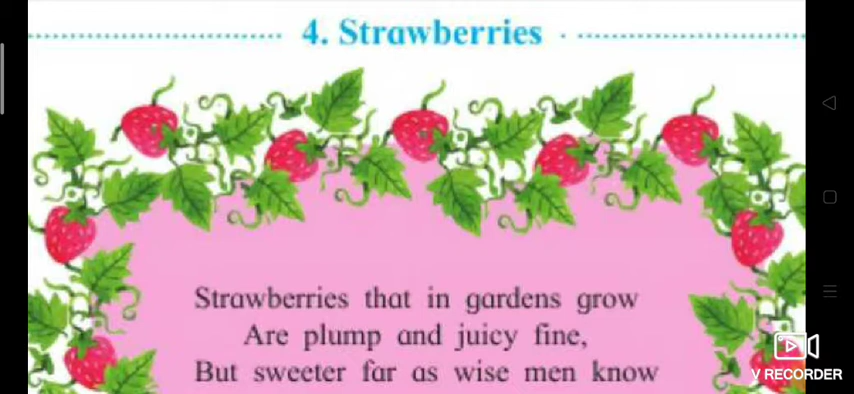 4. Strawberries
Strawberries that in gardens grow
Are plump and juicy fine,
But sweeter far as wise men know
V RECORDER